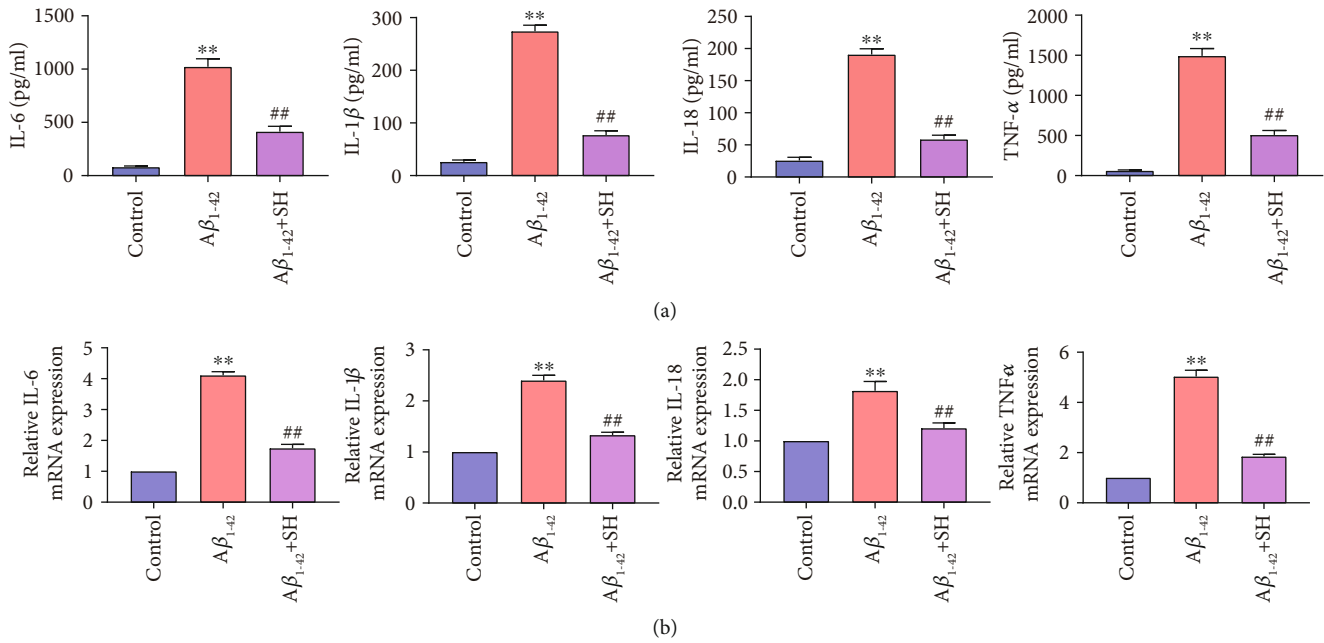 IL-6 (pg/ml)
1500
1000
500
0
**
##
Control
Aβ1-42
Aβ1-42+SH
IL-1β (pg/ml)
300
200
100
0
**
##
Control
Aβ1-42
Aβ1-42+SH
IL-18 (pg/ml)
250
200
150
100
50
0
**
##
Control
Aβ1-42
Aβ1-42+SH
TNF-α (pg/ml)
2000
1500
1000
500
0
**
##
Control
Aβ1-42
Aβ1-42+SH
(a)
Relative IL-6
mRNA expression
5
4
3
2
1
0
**
##
Control
Aβ1-42
Aβ1-42+SH
Relative IL-1β
mRNA expression
3
2
1
0
**
##
Control
Aβ1-42
Aβ1-42+SH
Relative IL-18
mRNA expression
2.5
2.0
1.5
1.0
0.5
0.0
**
##
Control
Aβ1-42
Aβ1-42+SH
Relative TNFα
mRNA expression
6
4
2
0
**
##
Control
Aβ1-42
Aβ1-42+SH
(b)